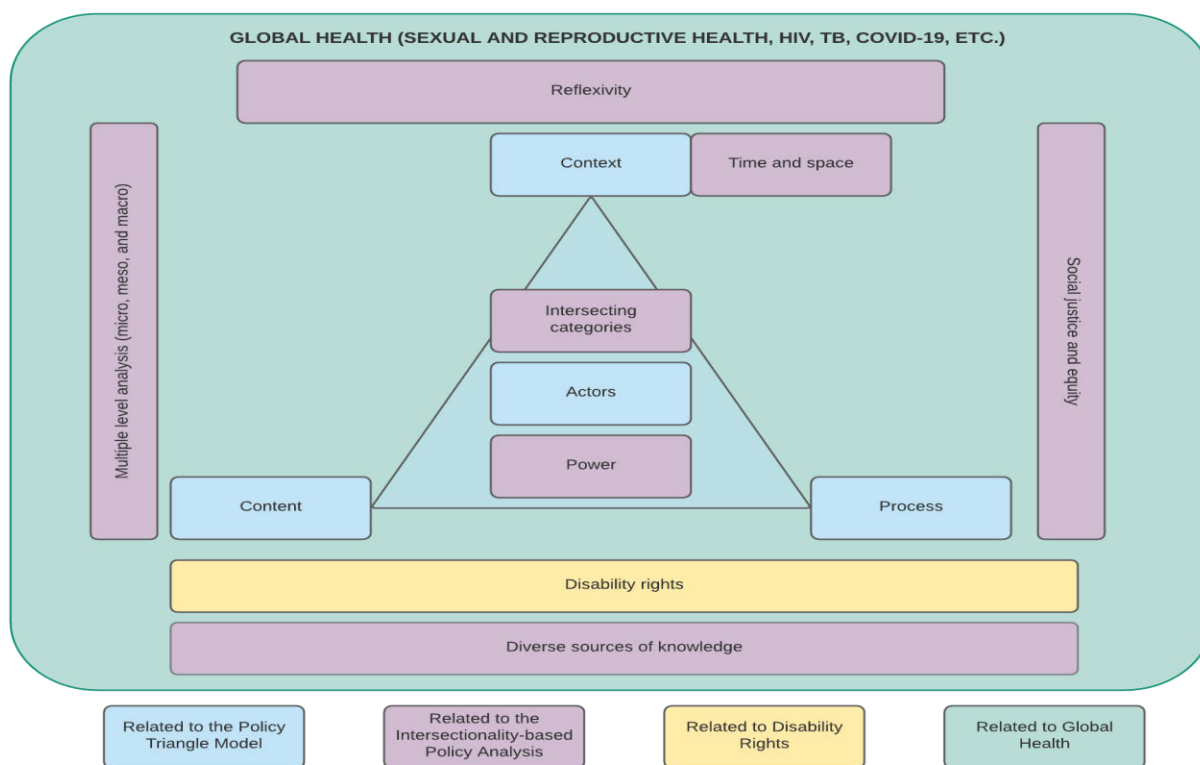 GLOBAL HEALTH (SEXUAL AND REPRODUCTIVE HEALTH, HIV, TB, COVID-19, ETC.)
Reflexivity
Context
Time and space
Multiple level analysis (micro, meso, and macro)
Social justice and equity
Intersecting
categories
Actors
Power
Content
Process
Disability rights
Diverse sources of knowledge
Related to the Policy
Triangle Model
Related to the
Intersectionality-based
Policy Analysis
Related to Disability
Rights
Related to Global
Health